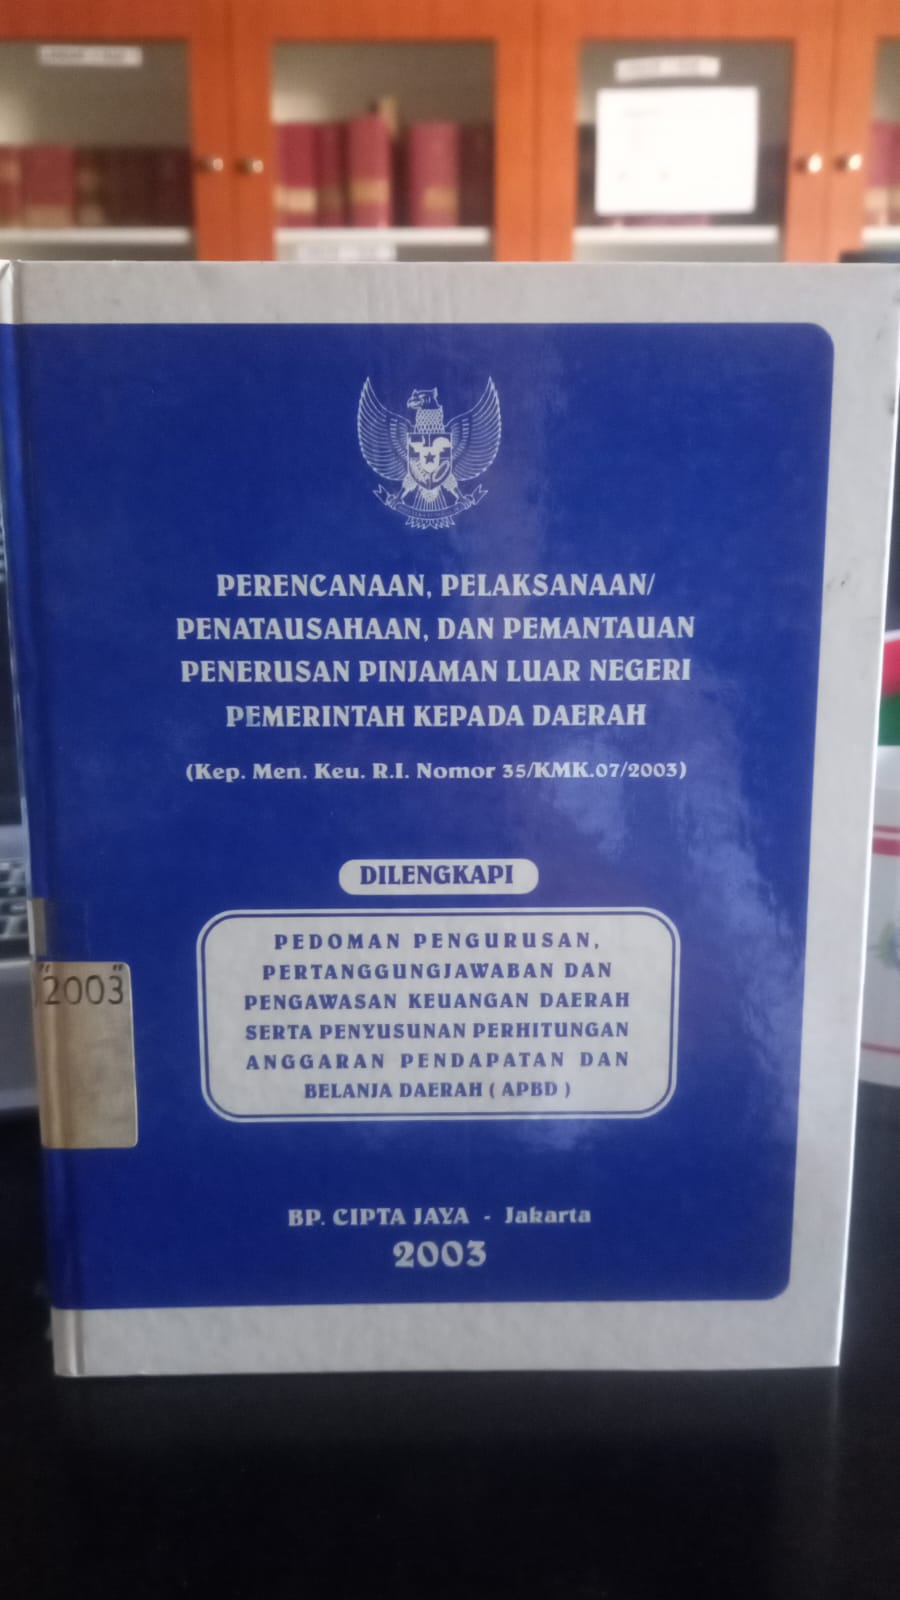 PERENCANAAN, PELAKSANAAN/
PENATAUSAHAAN, DAN PEMANTAUAN
PENERUSAN PINJAMAN LUAR NEGERI
PEMERINTAH KEPADA DAERAH
(Kep. Men. Keu. R.I. Nomor 35/KMK.07/2003)
DILENGKAPI
PEDOMAN PENGURUSAN,
PERTANGGUNGJAWABAN DAN
PENGAWASAN KEUANGAN DAERAH
SERTA PENYUSUNAN PERHITUNGAN
ANGGARAN PENDAPATAN DAN
BELANJA DAERAH ( APBD )
"2003"
BP. CIPTA JAYA - Jakarta
2003